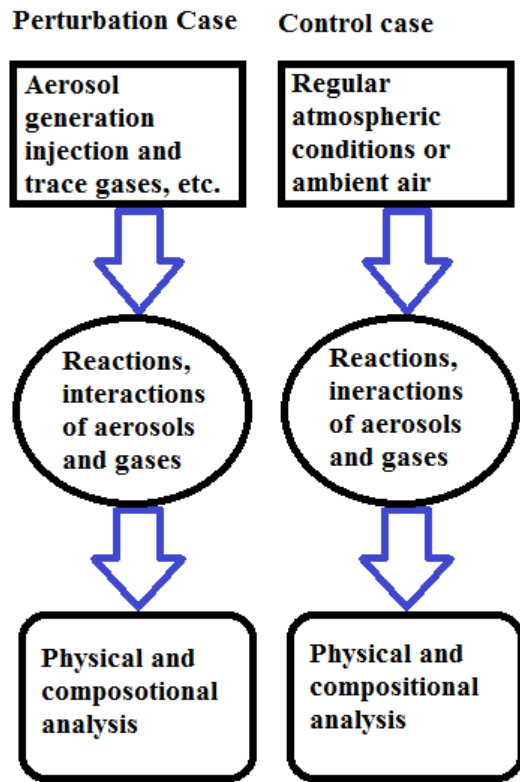 Perturbation Case
Control case
Aerosol
generation
injection and
trace gases, etc.
Regular
atmospheric
conditions or
ambient air
Reactions,
interactions
of aerosols
and gases
Reactions,
ineractions
of aerosols
and gases
Physical and
composotional
analysis
Physical and
compositional
analysis